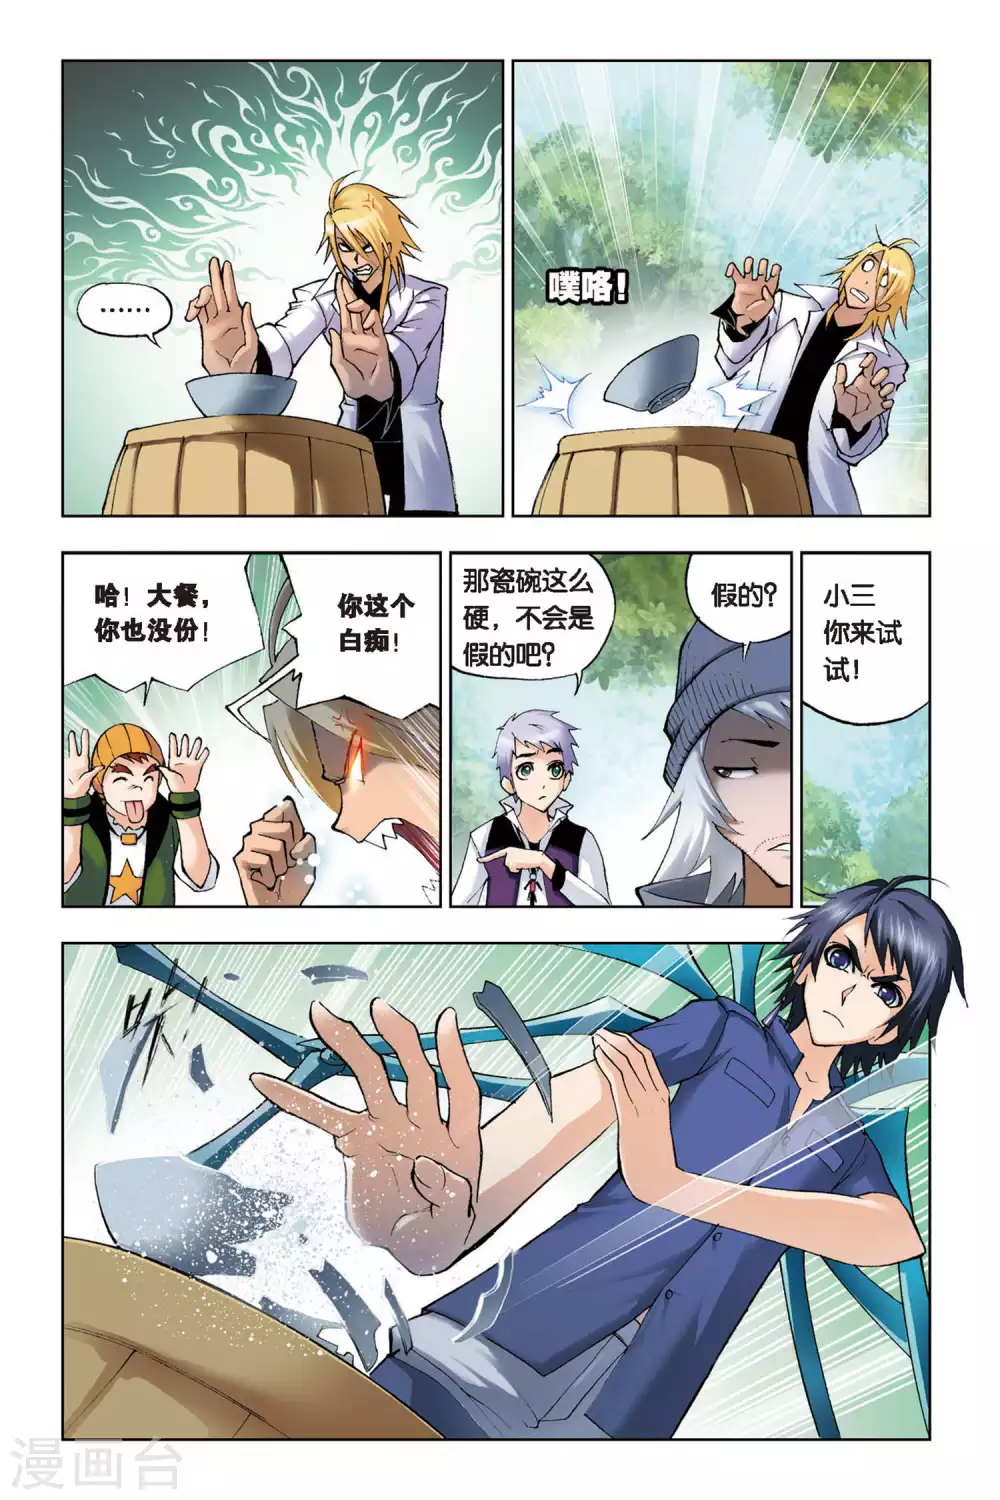 ……
噗咯！
哈！大餐，
你也没份！
你这个
白痴！
那瓷碗这么
硬，不会是
假的吧？
假的？
小三
你来试
试！
漫画台